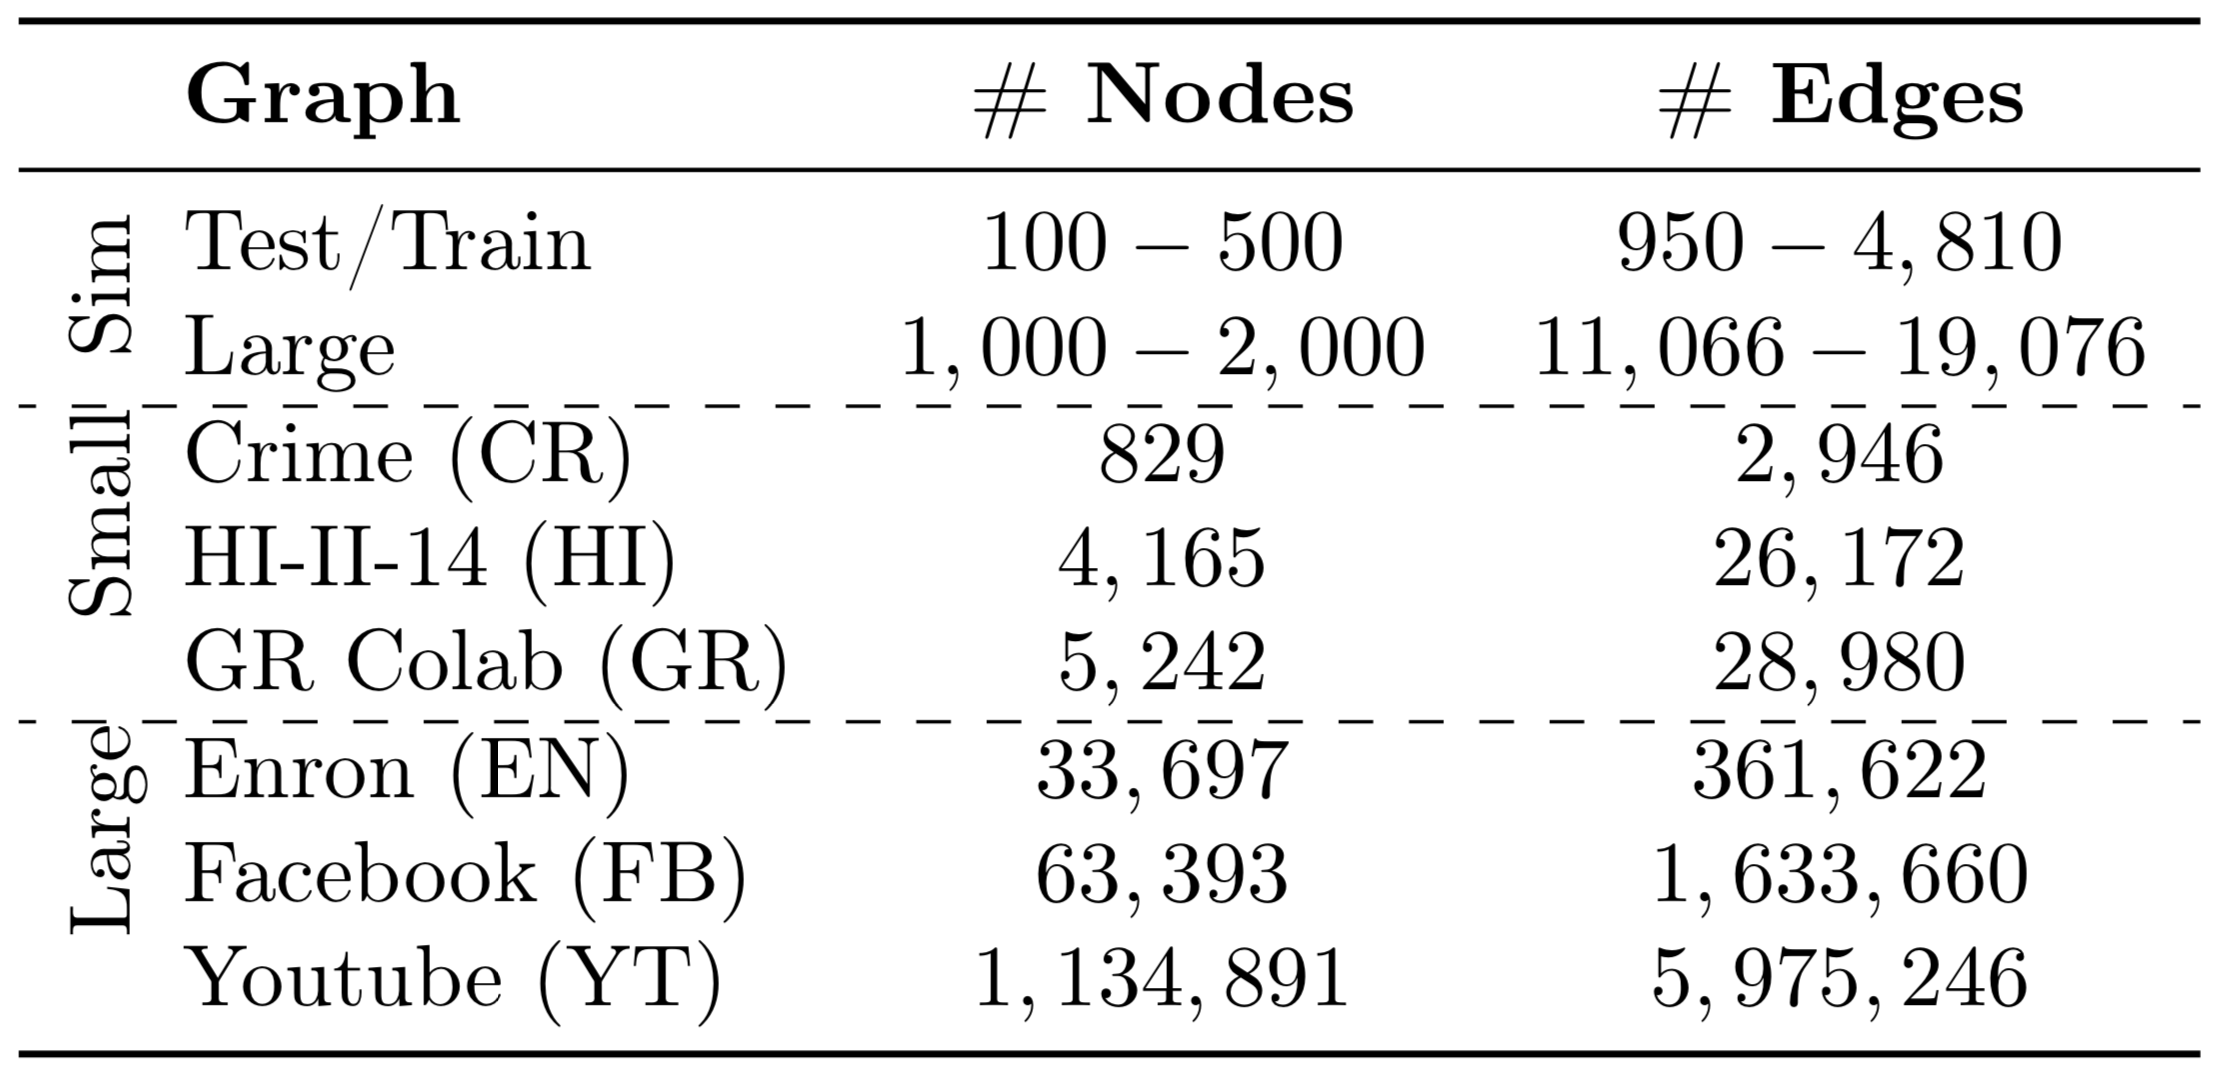 Graph # Nodes # Edges
Sim
Test/Train 100 − 500 950 − 4, 810
Large 1, 000 − 2, 000 11, 066 − 19, 076
Small
Crime (CR) 829 2, 946
HI-II-14 (HI) 4, 165 26, 172
GR Colab (GR) 5, 242 28, 980
Large
Enron (EN) 33, 697 361, 622
Facebook (FB) 63, 393 1, 633, 660
Youtube (YT) 1, 134, 891 5, 975, 246